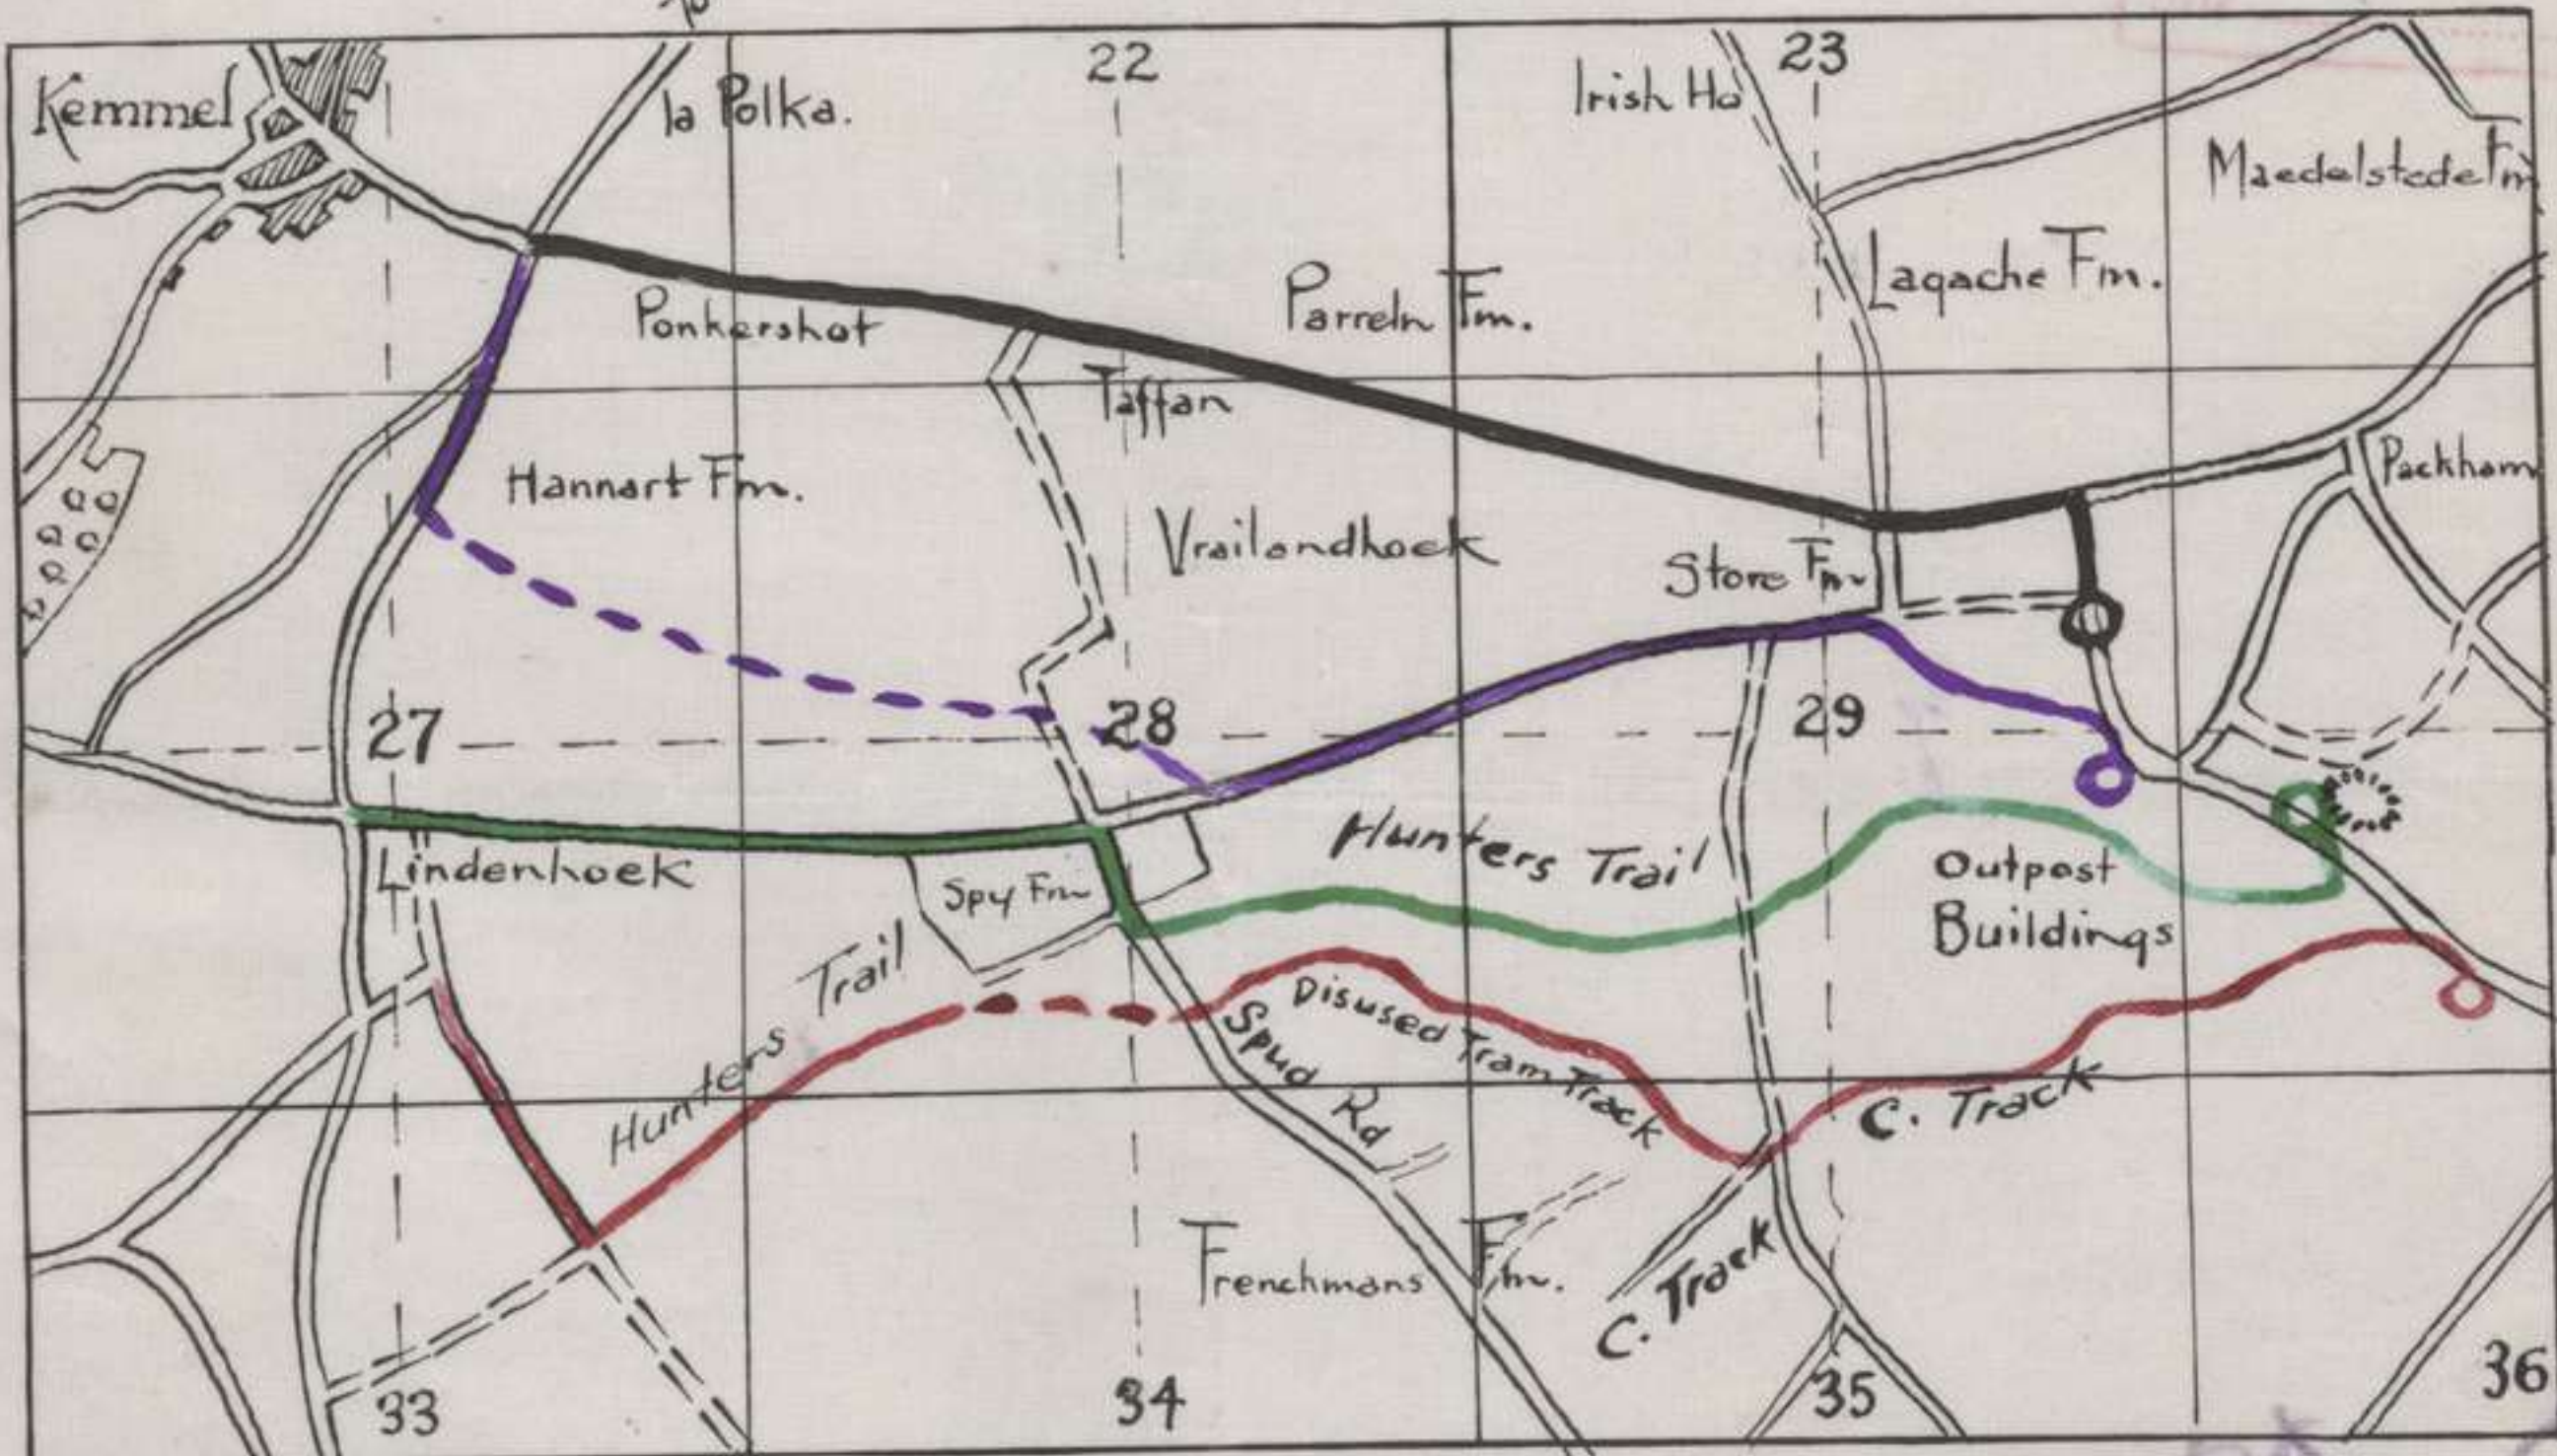 Kemmel
la Polka.
22
Irish Ho
23
Maedelstede Fm
Lagache Fm.
Ponkershot
Parreln Fm.
Taffan
Packham
Hannart Fm.
Vrailandhoek
Store Fm
27
28
29
Lindenhoek
Spy Fm
Hunters Trail
Outpost
Buildings
Hunters Trail
Disused Tram Track
Spud Rd
C. Track
Frenchmans Fm.
C. Track
33
34
35
36